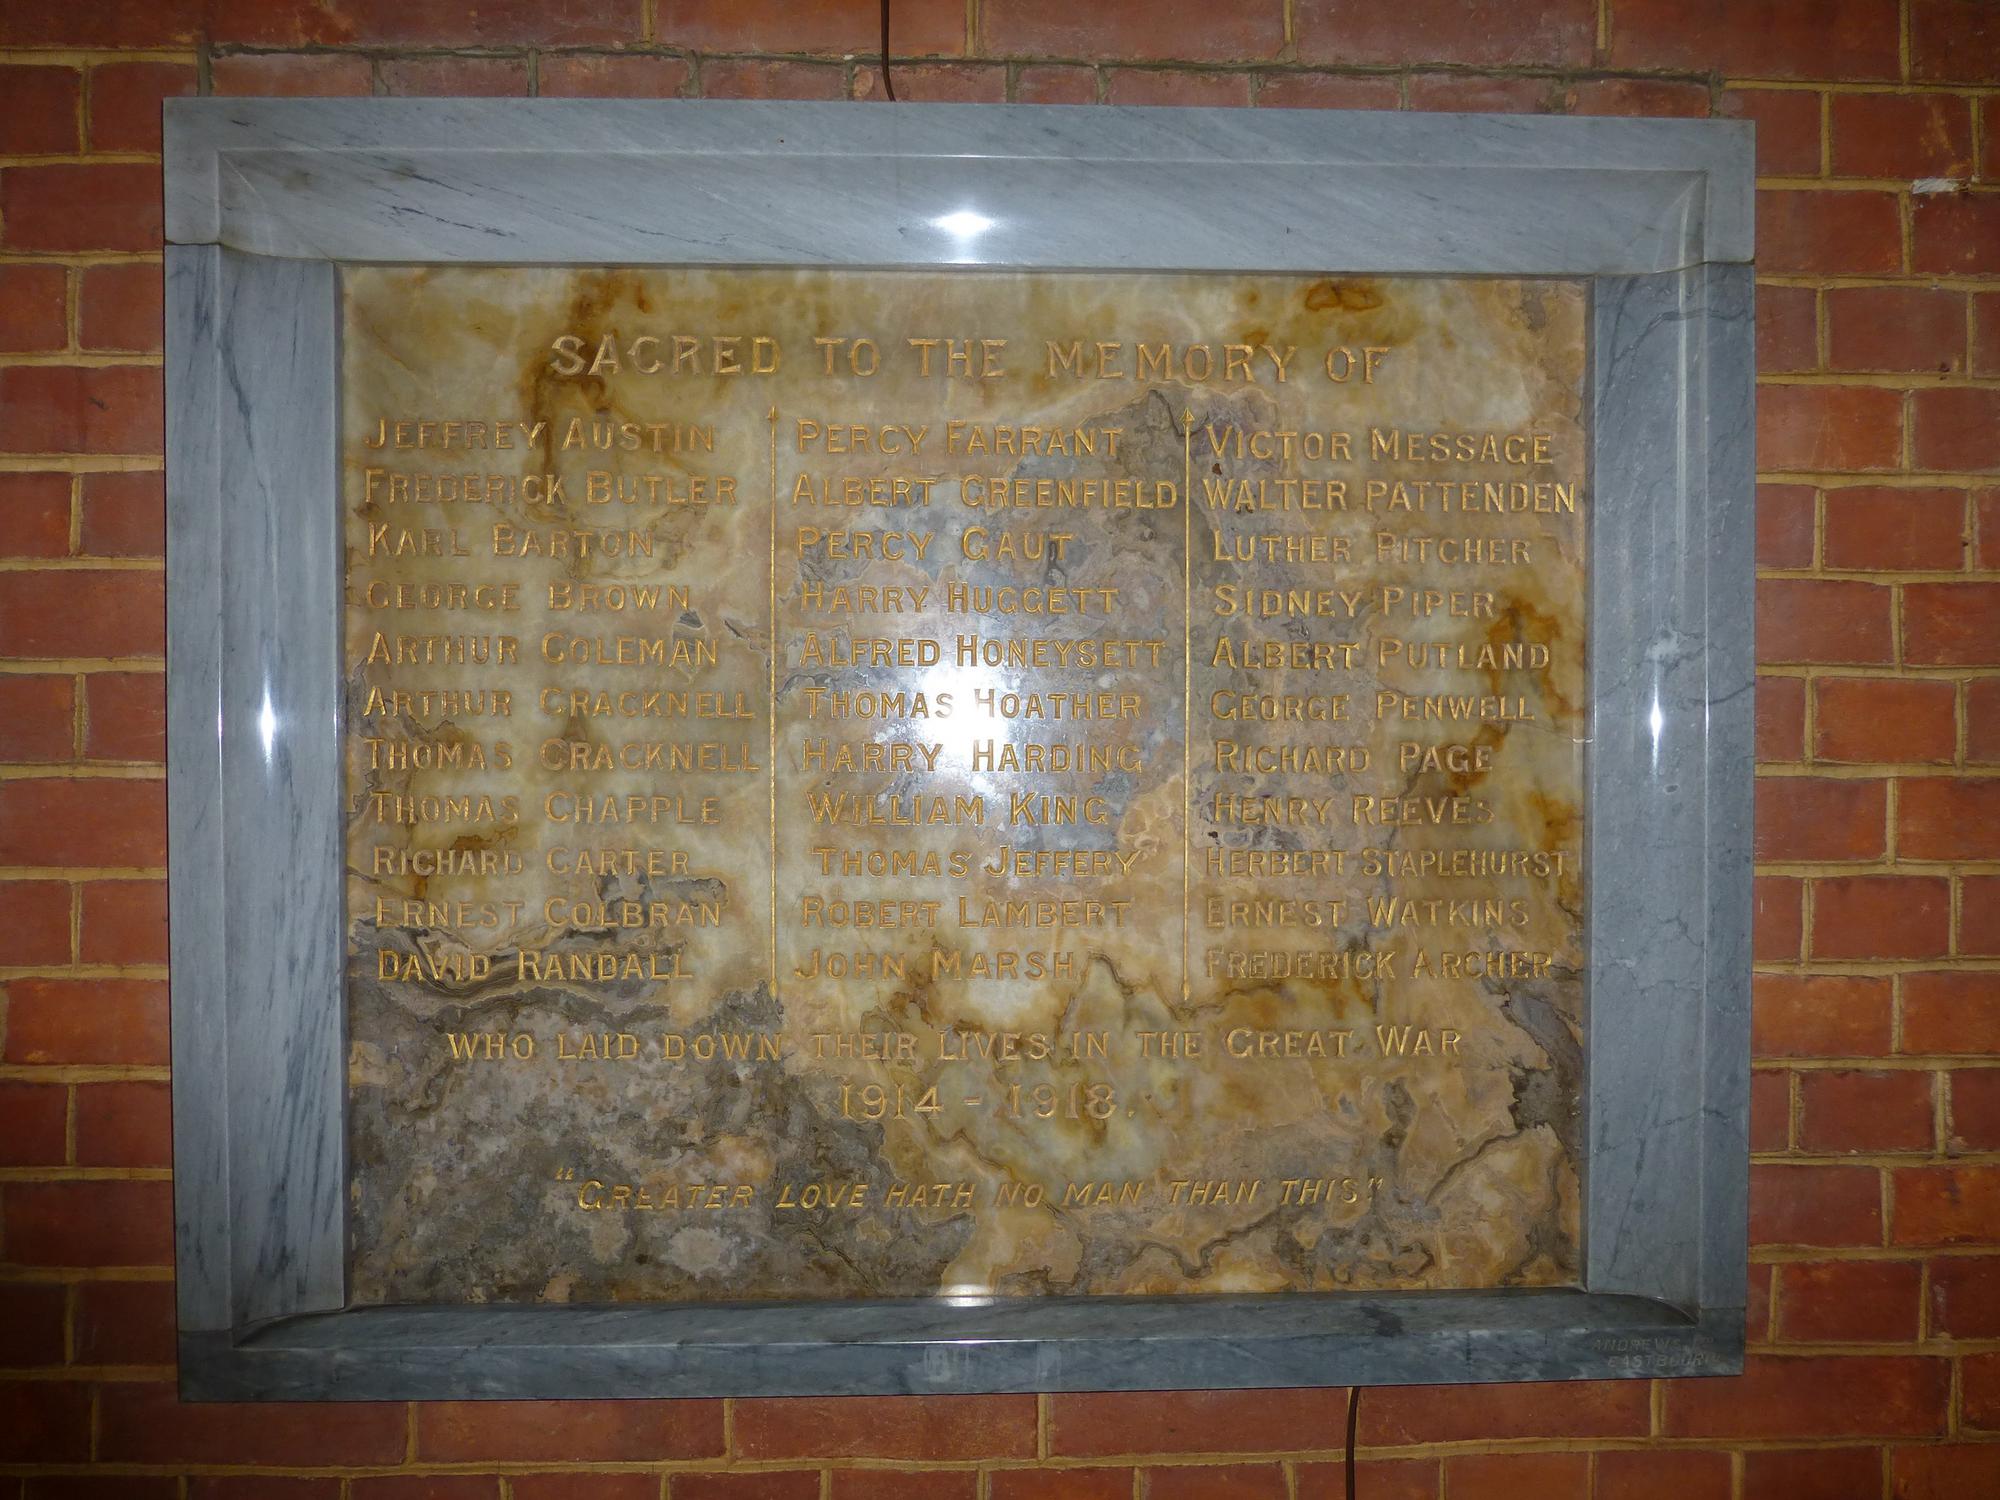 SACRED TO THE MEMORY OF
JEFFREY AUSTIN
FREDERICK BUTLER
KARL BARTON
GEORGE BROWN
ARTHUR COLEMAN
ARTHUR CRACKNELL
THOMAS CRACKNELL
THOMAS CHAPPLE
RICHARD CARTER
ERNEST COLBRAN
DAVID RANDALL
PERCY FARRANT
ALBERT GREENFIELD
PERCY GAUT
HARRY HUGGETT
ALFRED HONEYSETT
THOMAS HOATHER
HARRY HARDING
WILLIAM KING
THOMAS JEFFERY
ROBERT LAMBERT
JOHN MARSH
VICTOR MESSAGE
WALTER PATTENDEN
LUTHER PITCHER
SIDNEY PIPER
ALBERT PUTLAND
GEORGE PENWELL
RICHARD PAGE
HENRY REEVES
HERBERT STAPLEHURST
ERNEST WATKINS
FREDERICK ARCHER
WHO LAID DOWN THEIR LIVES IN THE GREAT WAR
1914 - 1918.
"GREATER LOVE HATH NO MAN THAN THIS"
ANDREWS
EASTBOURNE